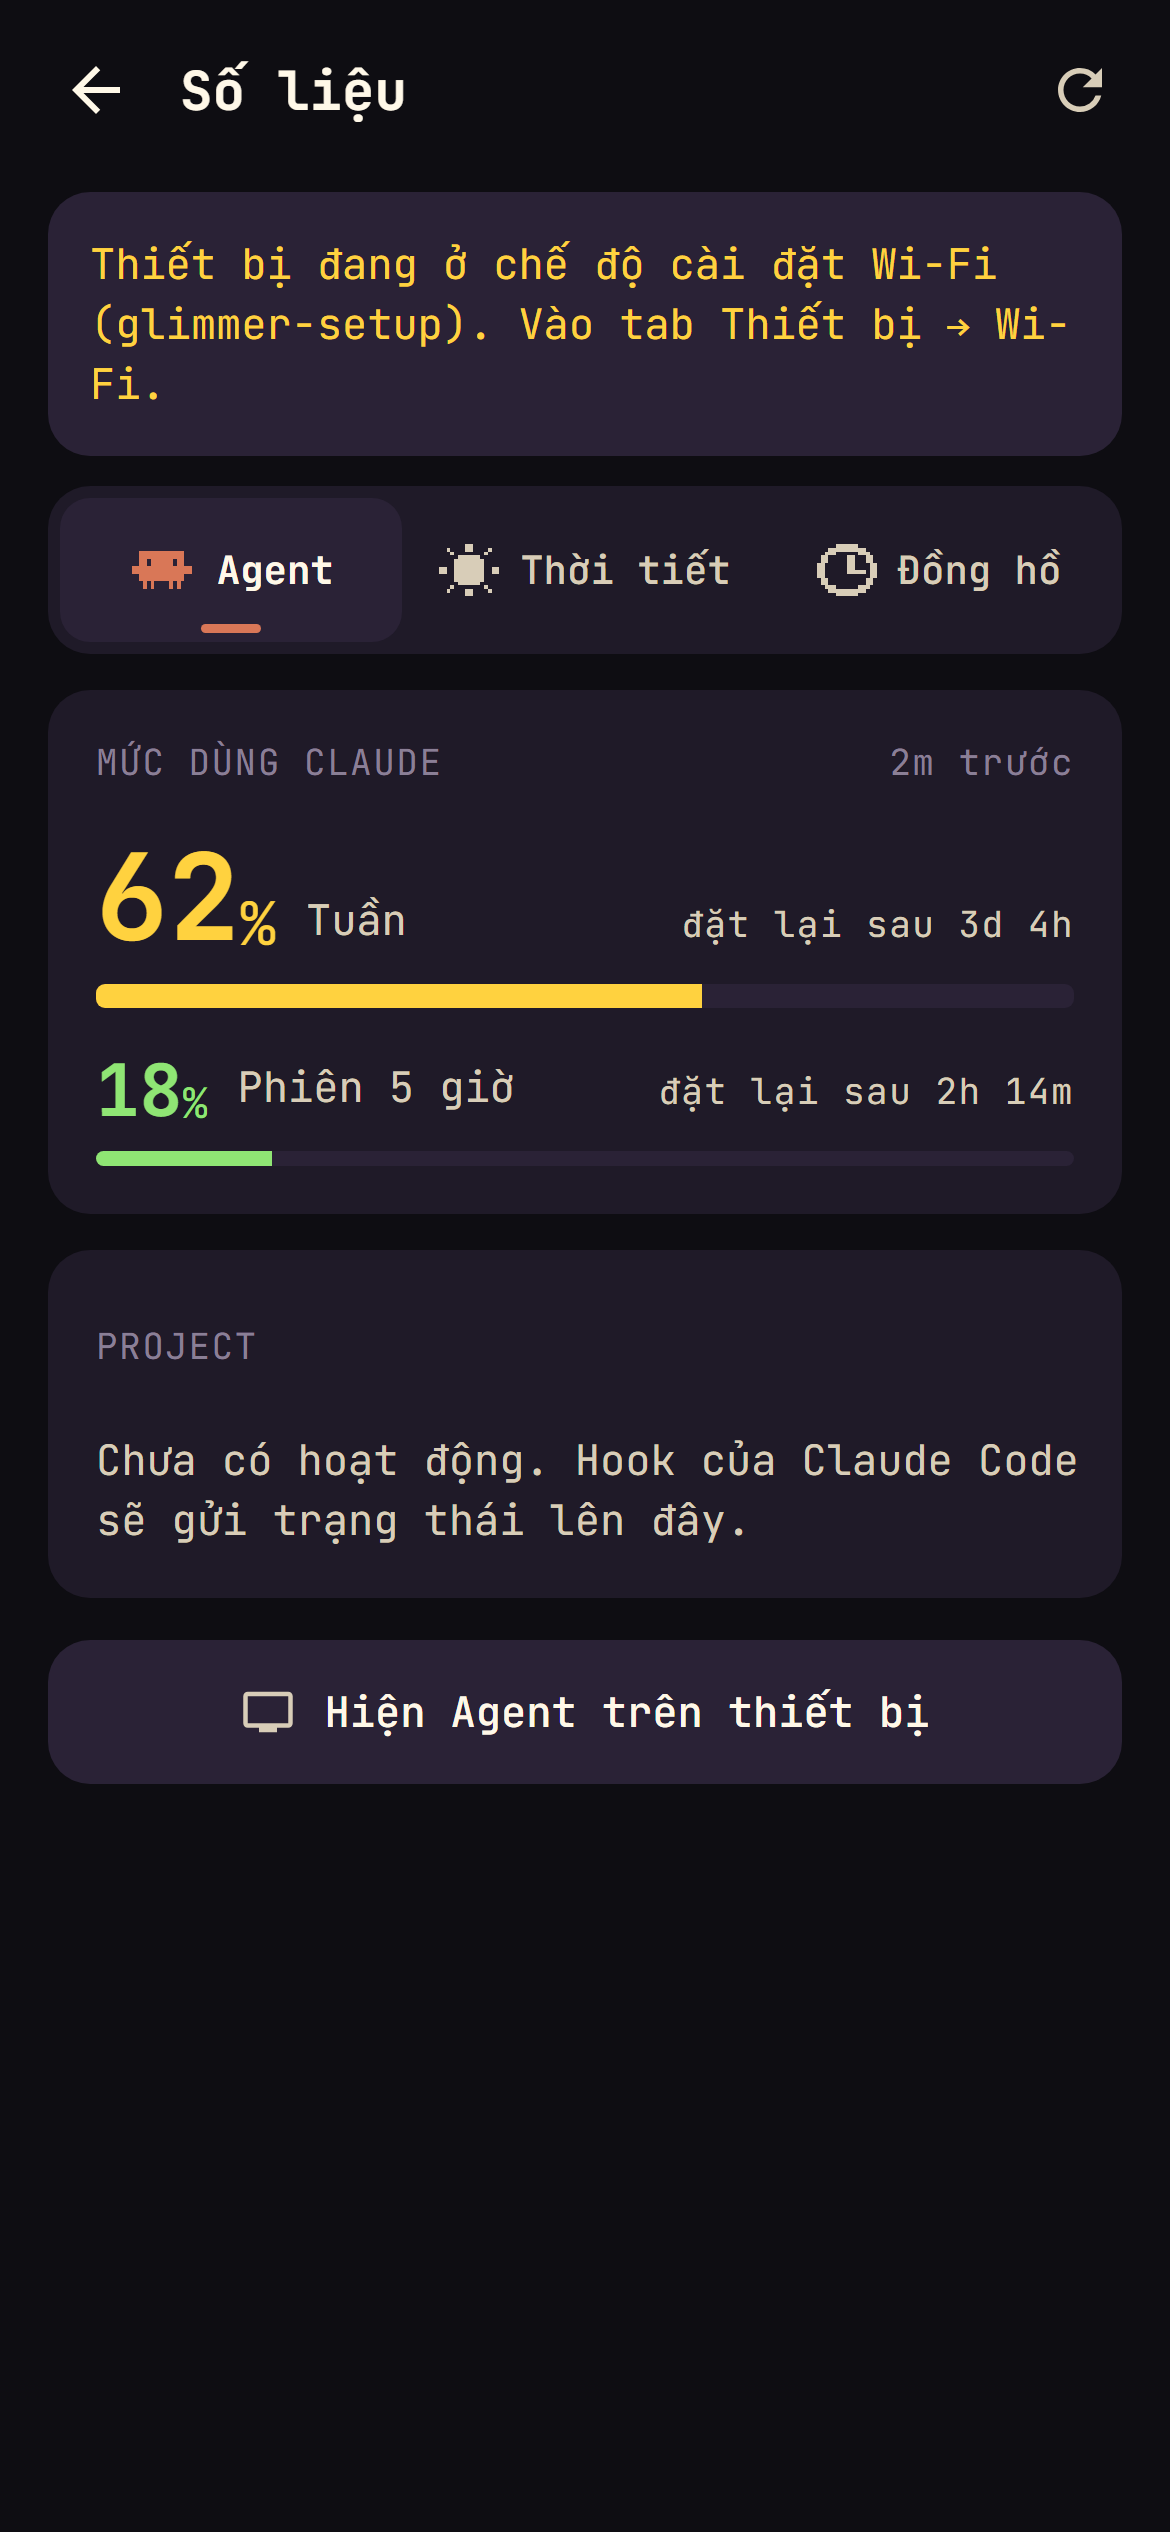 Số liệu
Thiết bị đang ở chế độ cài đặt Wi-Fi
(glimmer-setup). Vào tab Thiết bị → Wi-
Fi.
Agent
Thời tiết
Đồng hồ
MỨC DÙNG CLAUDE
2m trước
62% Tuần
đặt lại sau 3d 4h
18% Phiên 5 giờ
đặt lại sau 2h 14m
PROJECT
Chưa có hoạt động. Hook của Claude Code
sẽ gửi trạng thái lên đây.
Hiện Agent trên thiết bị